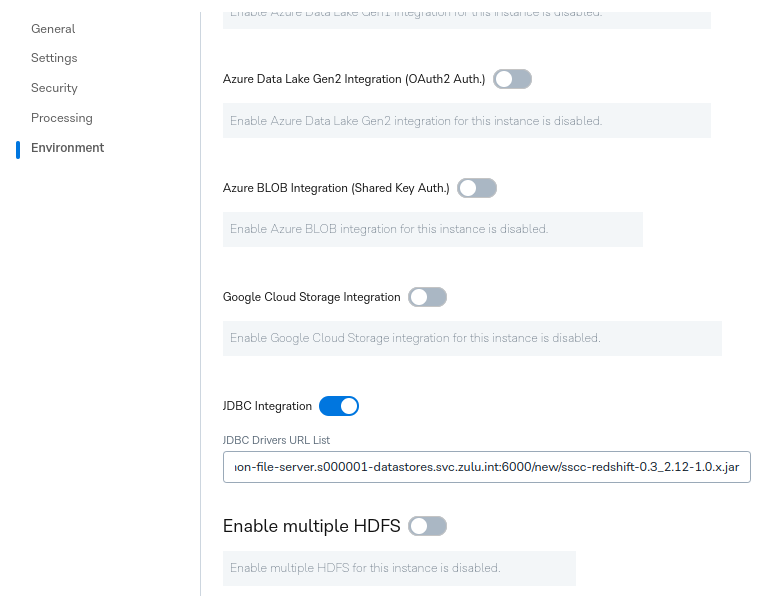 General
Settings
Security
Processing
Environment
Enable Azure Data Lake Gen1 integration for this instance is disabled.
Azure Data Lake Gen2 Integration (OAuth2 Auth.)
Enable Azure Data Lake Gen2 integration for this instance is disabled.
Azure BLOB Integration (Shared Key Auth.)
Enable Azure BLOB integration for this instance is disabled.
Google Cloud Storage Integration
Enable Google Cloud Storage integration for this instance is disabled.
JDBC Integration
JDBC Drivers URL List
on-file-server.s000001-datastores.svc.zulu.int:6000/new/sscc-redshift-0.3_2.12-1.0.x.jar
Enable multiple HDFS
Enable multiple HDFS for this instance is disabled.